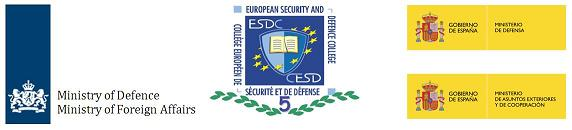 Ministry of Defence
Ministry of Foreign Affairs
EUROPEAN SECURITY AND
DEFENCE COLLEGE
COLLÈGE EUROPÉEN DE
SÉCURITÉ ET DE DÉFENSE
ESDC
CESD
5
GOBIERNO
DE ESPAÑA
MINISTERIO
DE DEFENSA
GOBIERNO
DE ESPAÑA
MINISTERIO
DE ASUNTOS EXTERIORES
Y DE COOPERACIÓN